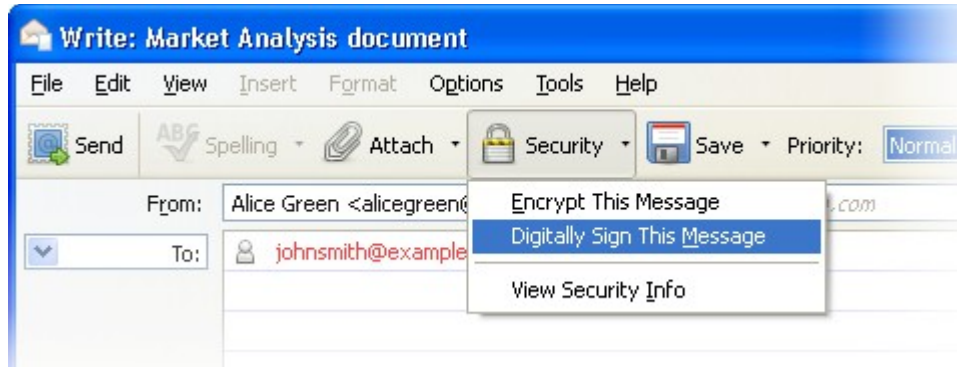 Write: Market Analysis document
File Edit View Insert Format Options Tools Help
Send Spelling Attach Security Save Priority: Normal
From: Alice Green <alicegreen@ .com
Encrypt This Message
To: johnsmith@example
Digitally Sign This Message
View Security Info